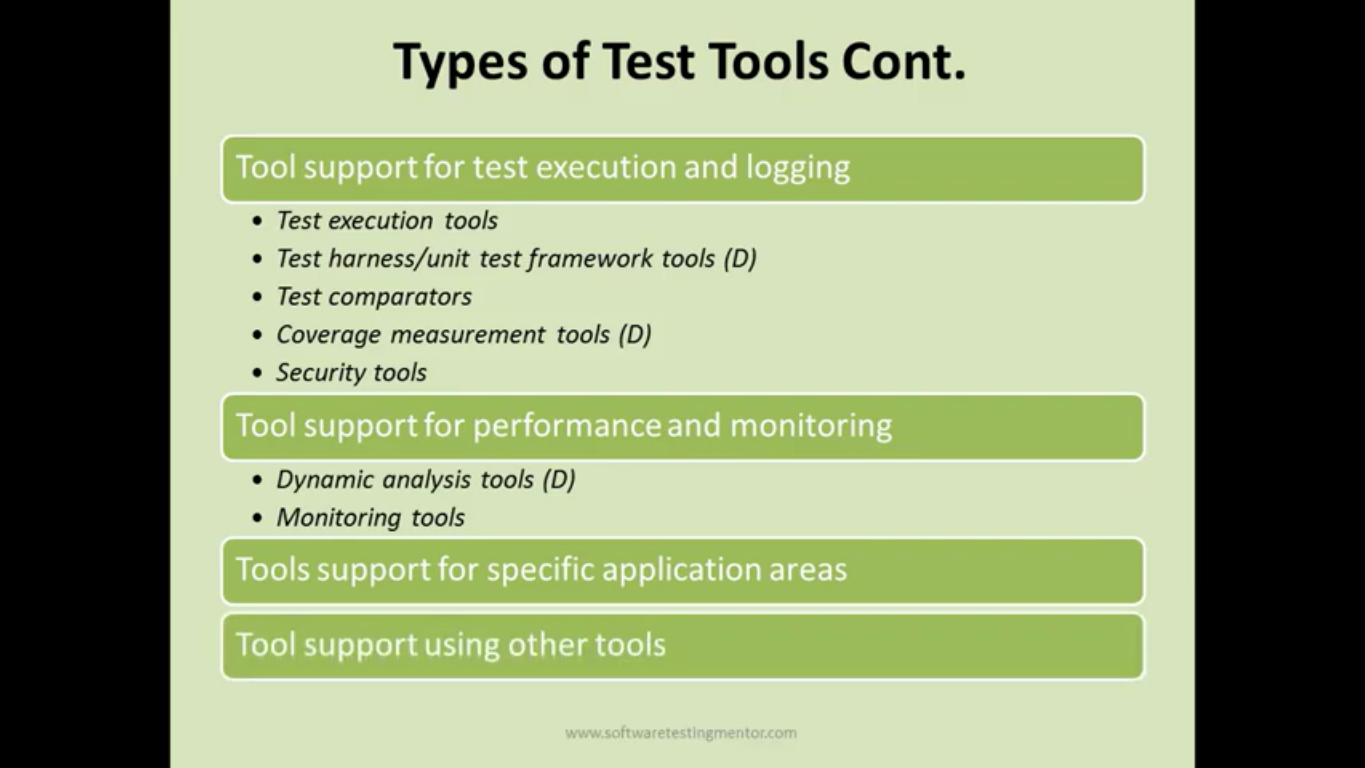 Types of Test Tools Cont.
Tool support for test execution and logging
• Test execution tools
• Test harness/unit test framework tools (D)
• Test comparators
• Coverage measurement tools (D)
• Security tools
Tool support for performance and monitoring
• Dynamic analysis tools (D)
• Monitoring tools
Tools support for specific application areas
Tool support using other tools
www.softwaretestingmentor.com